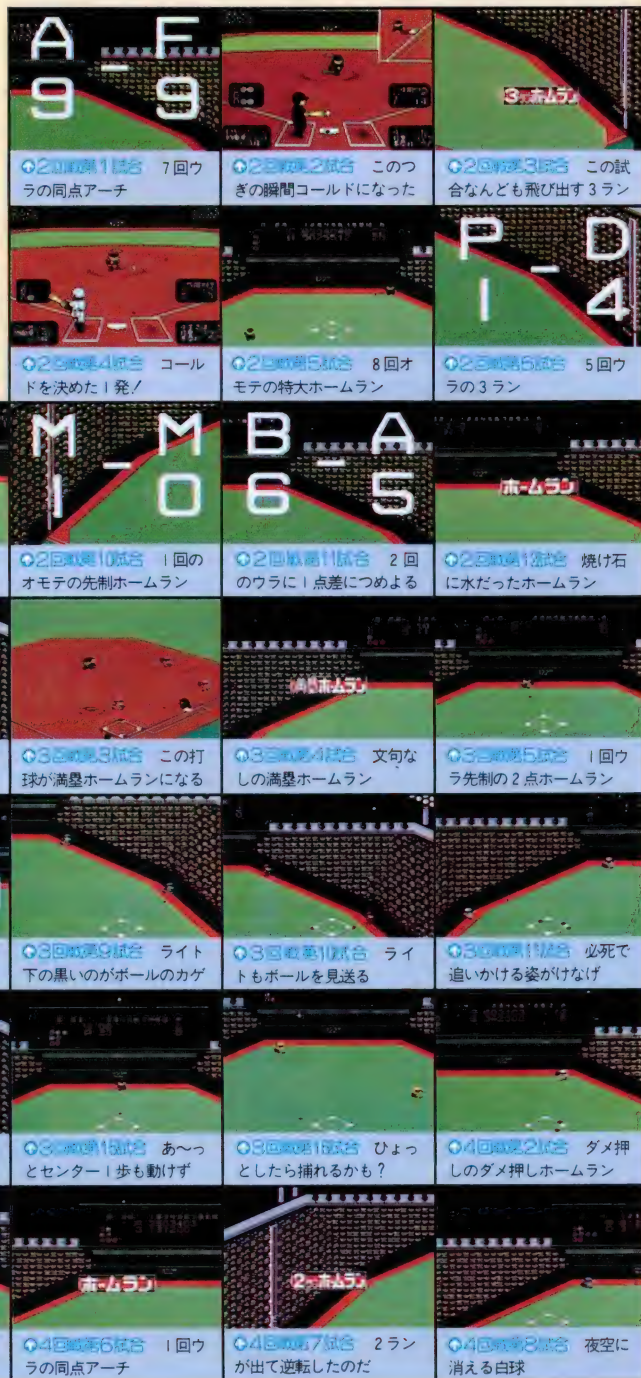 A - F
9 9
2回戦第1試合 7回ウ
ラの同点アーチ
2回戦第2試合 このつ
ぎの瞬間コールドになった
3ランホームラン
2回戦第3試合 この試
合なんども飛び出す3ラン
2回戦第4試合 コール
ドを決めた1発!
2回戦第5試合 8回オ
モテの特大ホームラン
P - D
1 4
2回戦第6試合 5回ウ
ラの3ラン
M - M
1 0
2回戦第10試合 1回の
オモテの先制ホームラン
B - A
6 5
2回戦第11試合 2回
のウラに1点差につめよる
ホームラン
2回戦第12試合 焼け石
に水だったホームラン
3回戦第3試合 この打
球が満塁ホームランになる
満塁ホームラン
3回戦第4試合 文句な
しの満塁ホームラン
3回戦第5試合 1回ウ
ラ先制の2点ホームラン
3回戦第9試合 ライト
下の黒いのがボールのカゲ
3回戦第10試合 ライ
トもボールを見送る
3回戦第11試合 必死で
追いかける姿がけなげ
3回戦第15試合 あ〜っ
とセンター1歩も動けず
3回戦第16試合 ひょっ
としたら捕れるかも?
4回戦第2試合 ダメ押
しのダメ押しホームラン
ホームラン
4回戦第6試合 1回ウ
ラの同点アーチ
2ランホームラン
4回戦第7試合 2ラン
が出て逆転したのだ
4回戦第8試合 夜空に
消える白球